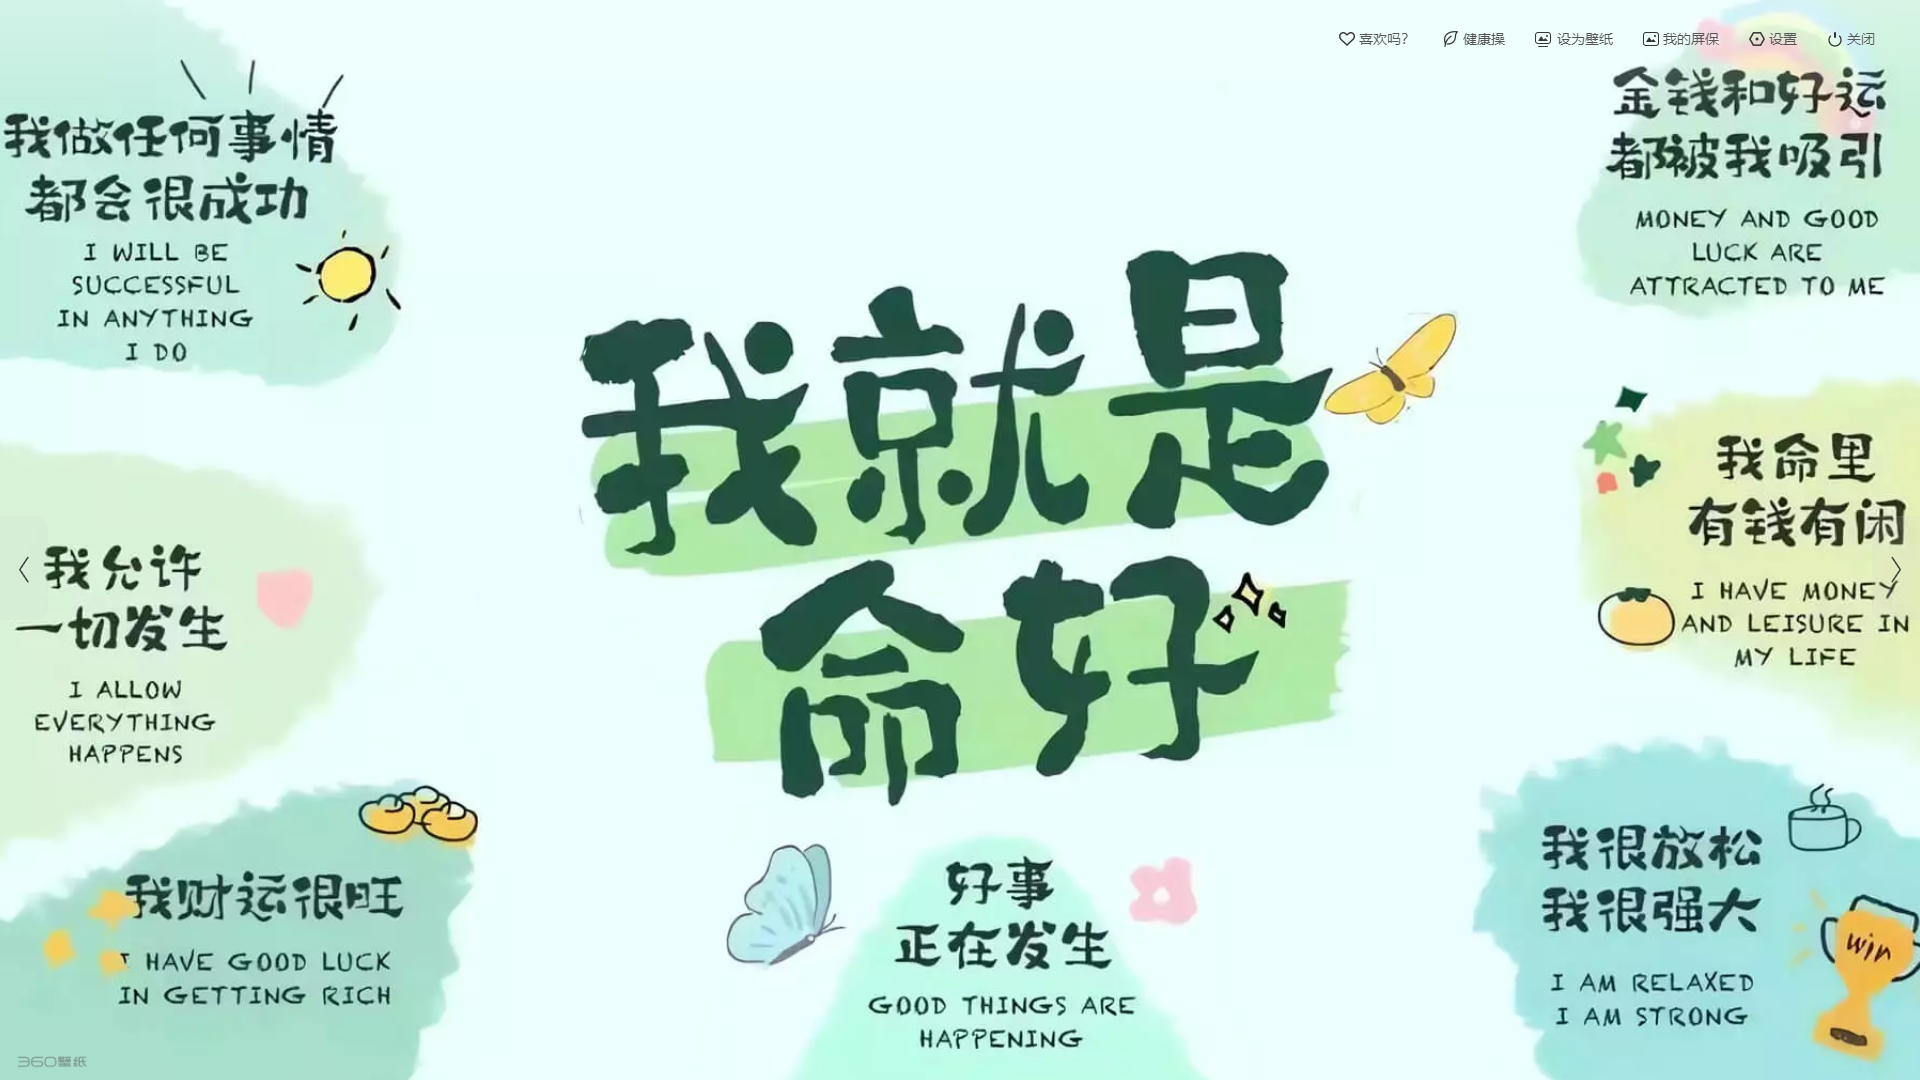 喜欢吗?
健康操
设为壁纸
我的屏保
设置
关闭
我做任何事情
都会很成功
I WILL BE
SUCCESSFUL
IN ANYTHING
I DO
金钱和好运
都被我吸引
MONEY AND GOOD
LUCK ARE
ATTRACTED TO ME
我就是
命好
我允许
一切发生
I ALLOW
EVERYTHING
HAPPENS
我命里
有钱有闲
I HAVE MONEY
AND LEISURE IN
MY LIFE
我财运很旺
I HAVE GOOD LUCK
IN GETTING RICH
好事
正在发生
GOOD THINGS ARE
HAPPENING
我很放松
我很强大
I AM RELAXED
I AM STRONG
win
360壁纸